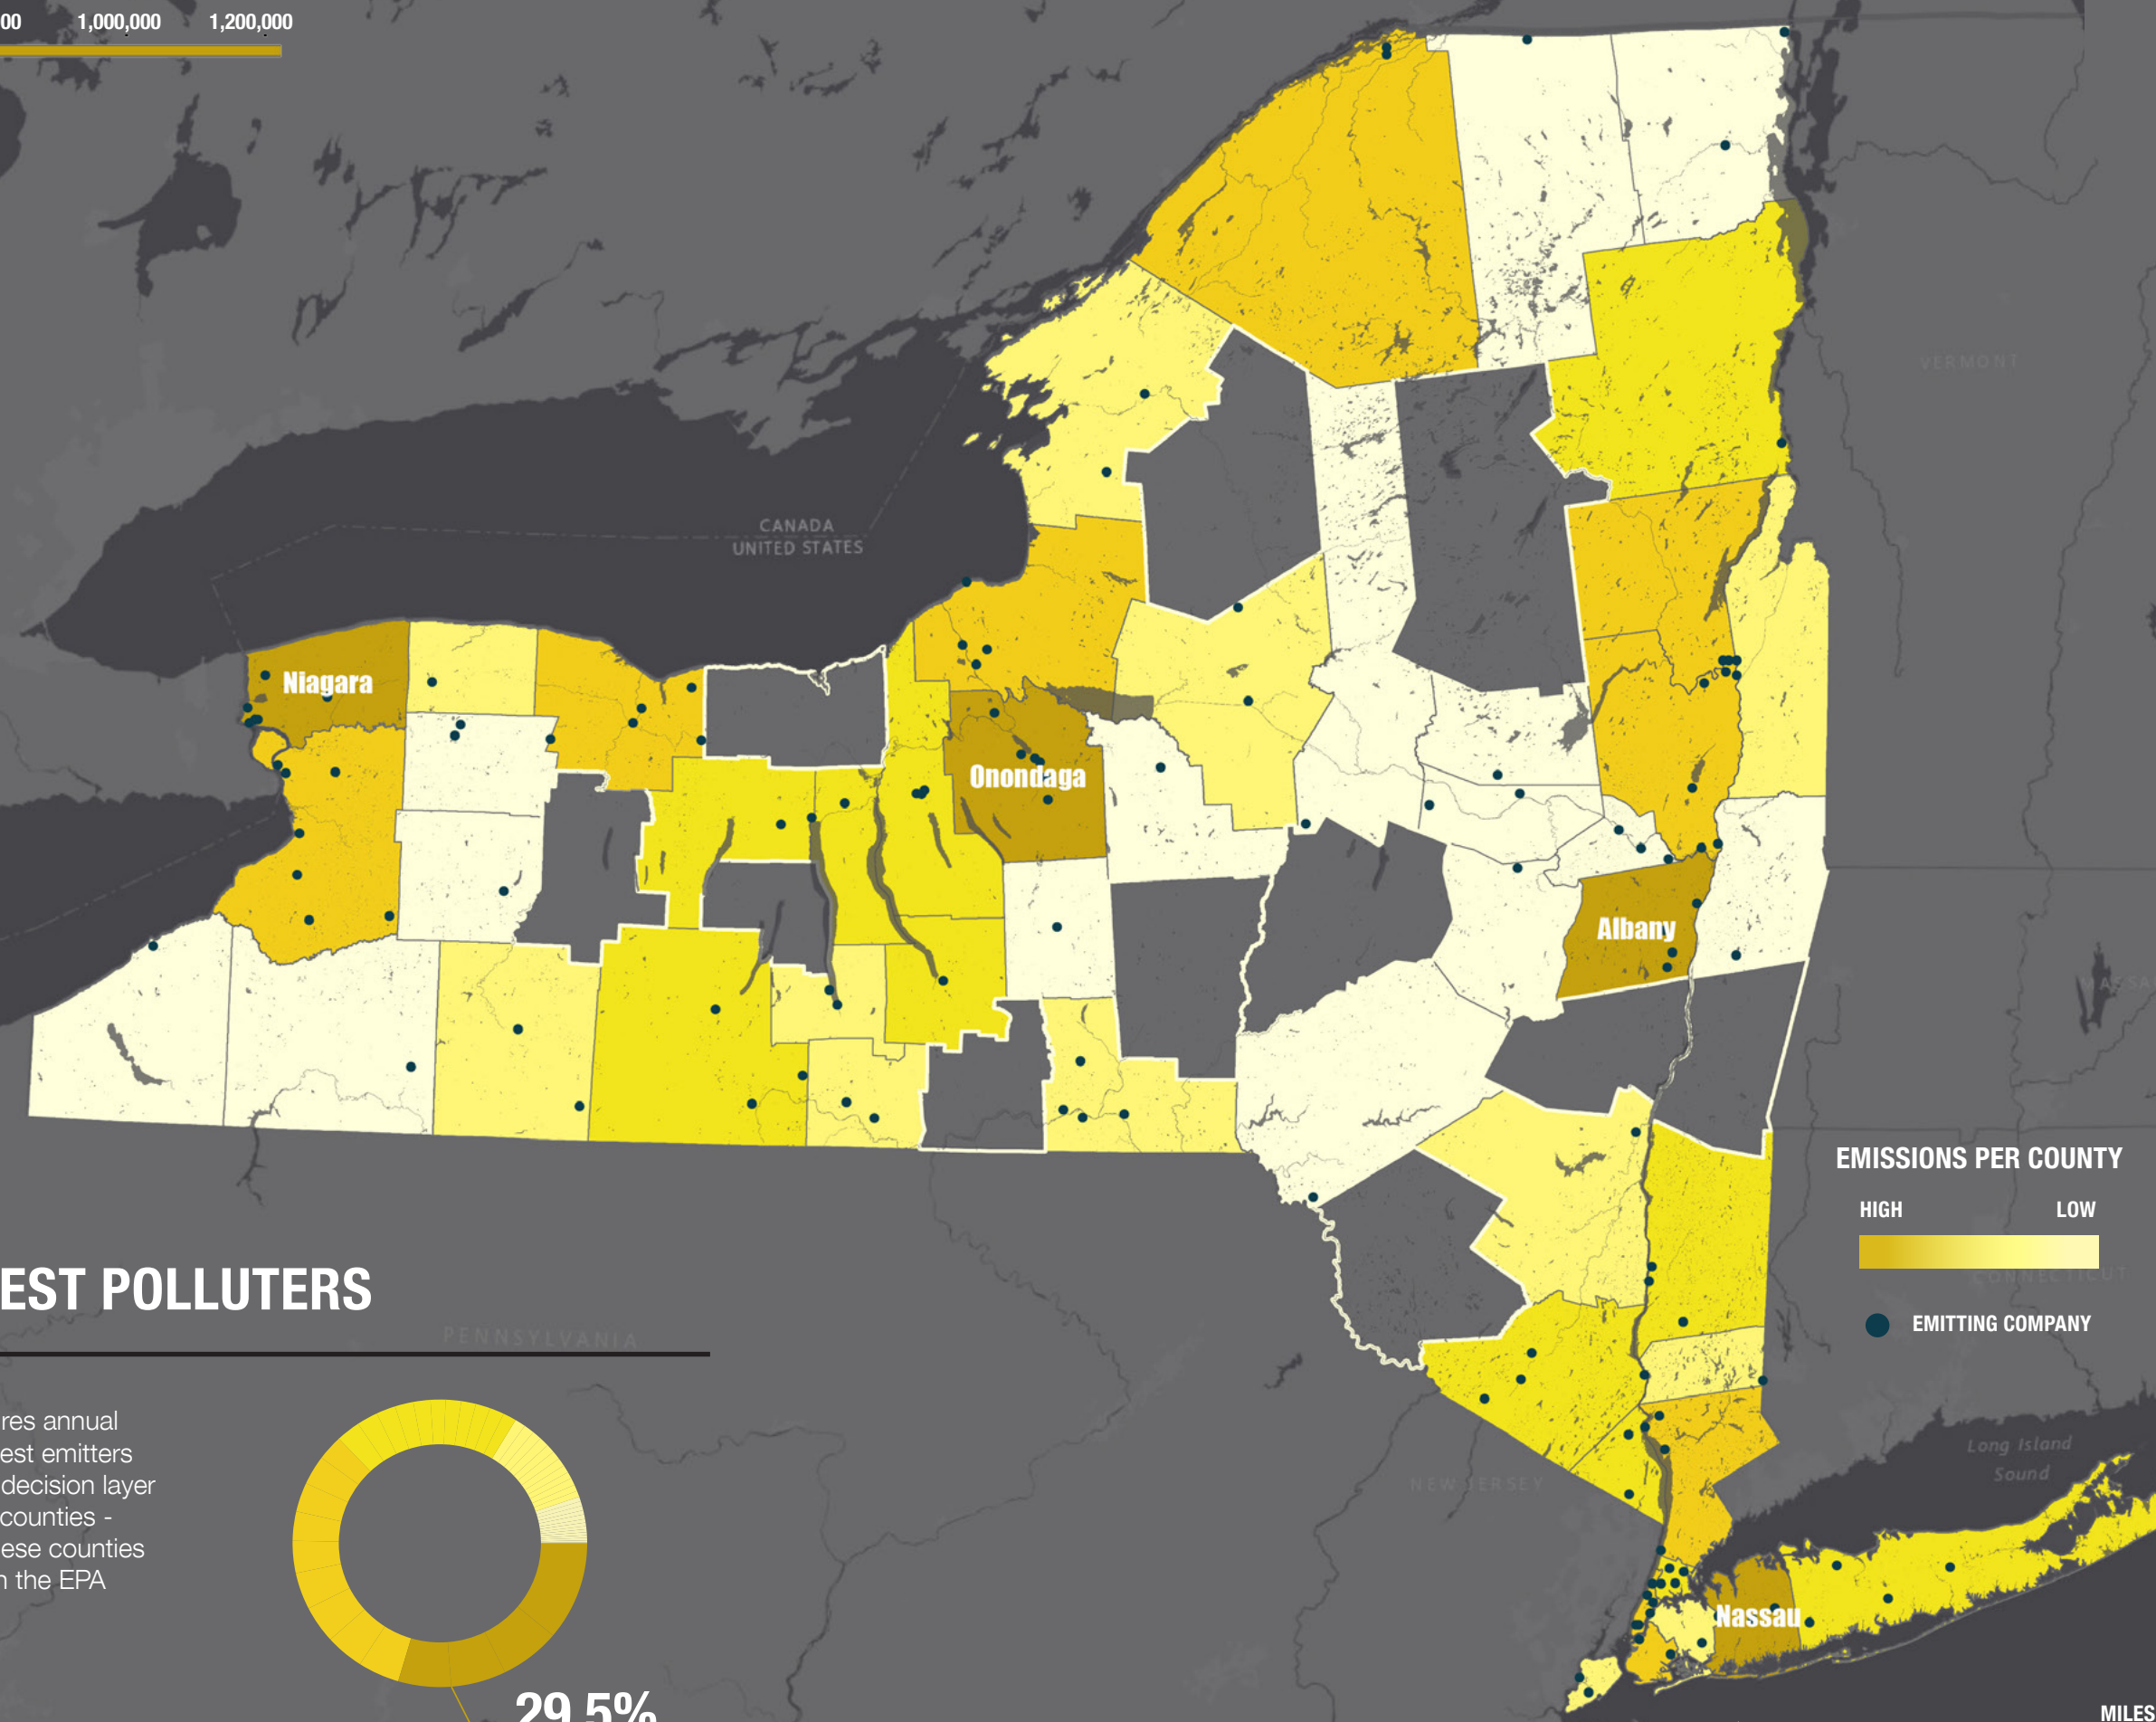 00 1,000,000 1,200,000
VERMONT
CANADA
UNITED STATES
Niagara
Onondaga
Albany
EMISSIONS PER COUNTY
HIGH LOW
CONNECTICUT
EMITTING COMPANY
EST POLLUTERS
PENNSYLVANIA
res annual
est emitters
decision layer
counties -
ese counties
n the EPA
NEW JERSEY
Long Island
Sound
Nassau
29.5%
MILES